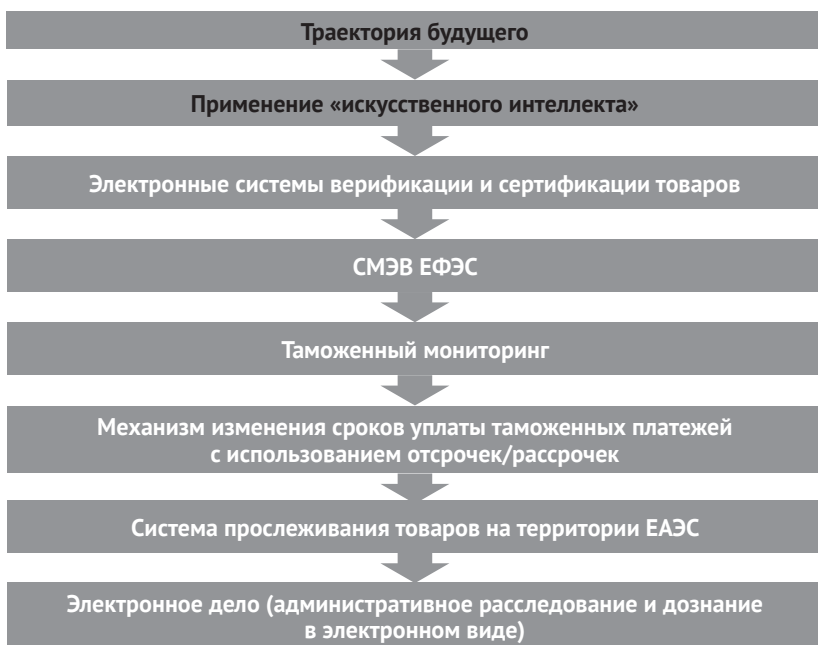 Траектория будущего
Применение «искусственного интеллекта»
Электронные системы верификации и сертификации товаров
СМЭВ ЕФЭС
Таможенный мониторинг
Механизм изменения сроков уплаты таможенных платежей
с использованием отсрочек/рассрочек
Система прослеживания товаров на территории ЕАЭС
Электронное дело (административное расследование и дознание
в электронном виде)